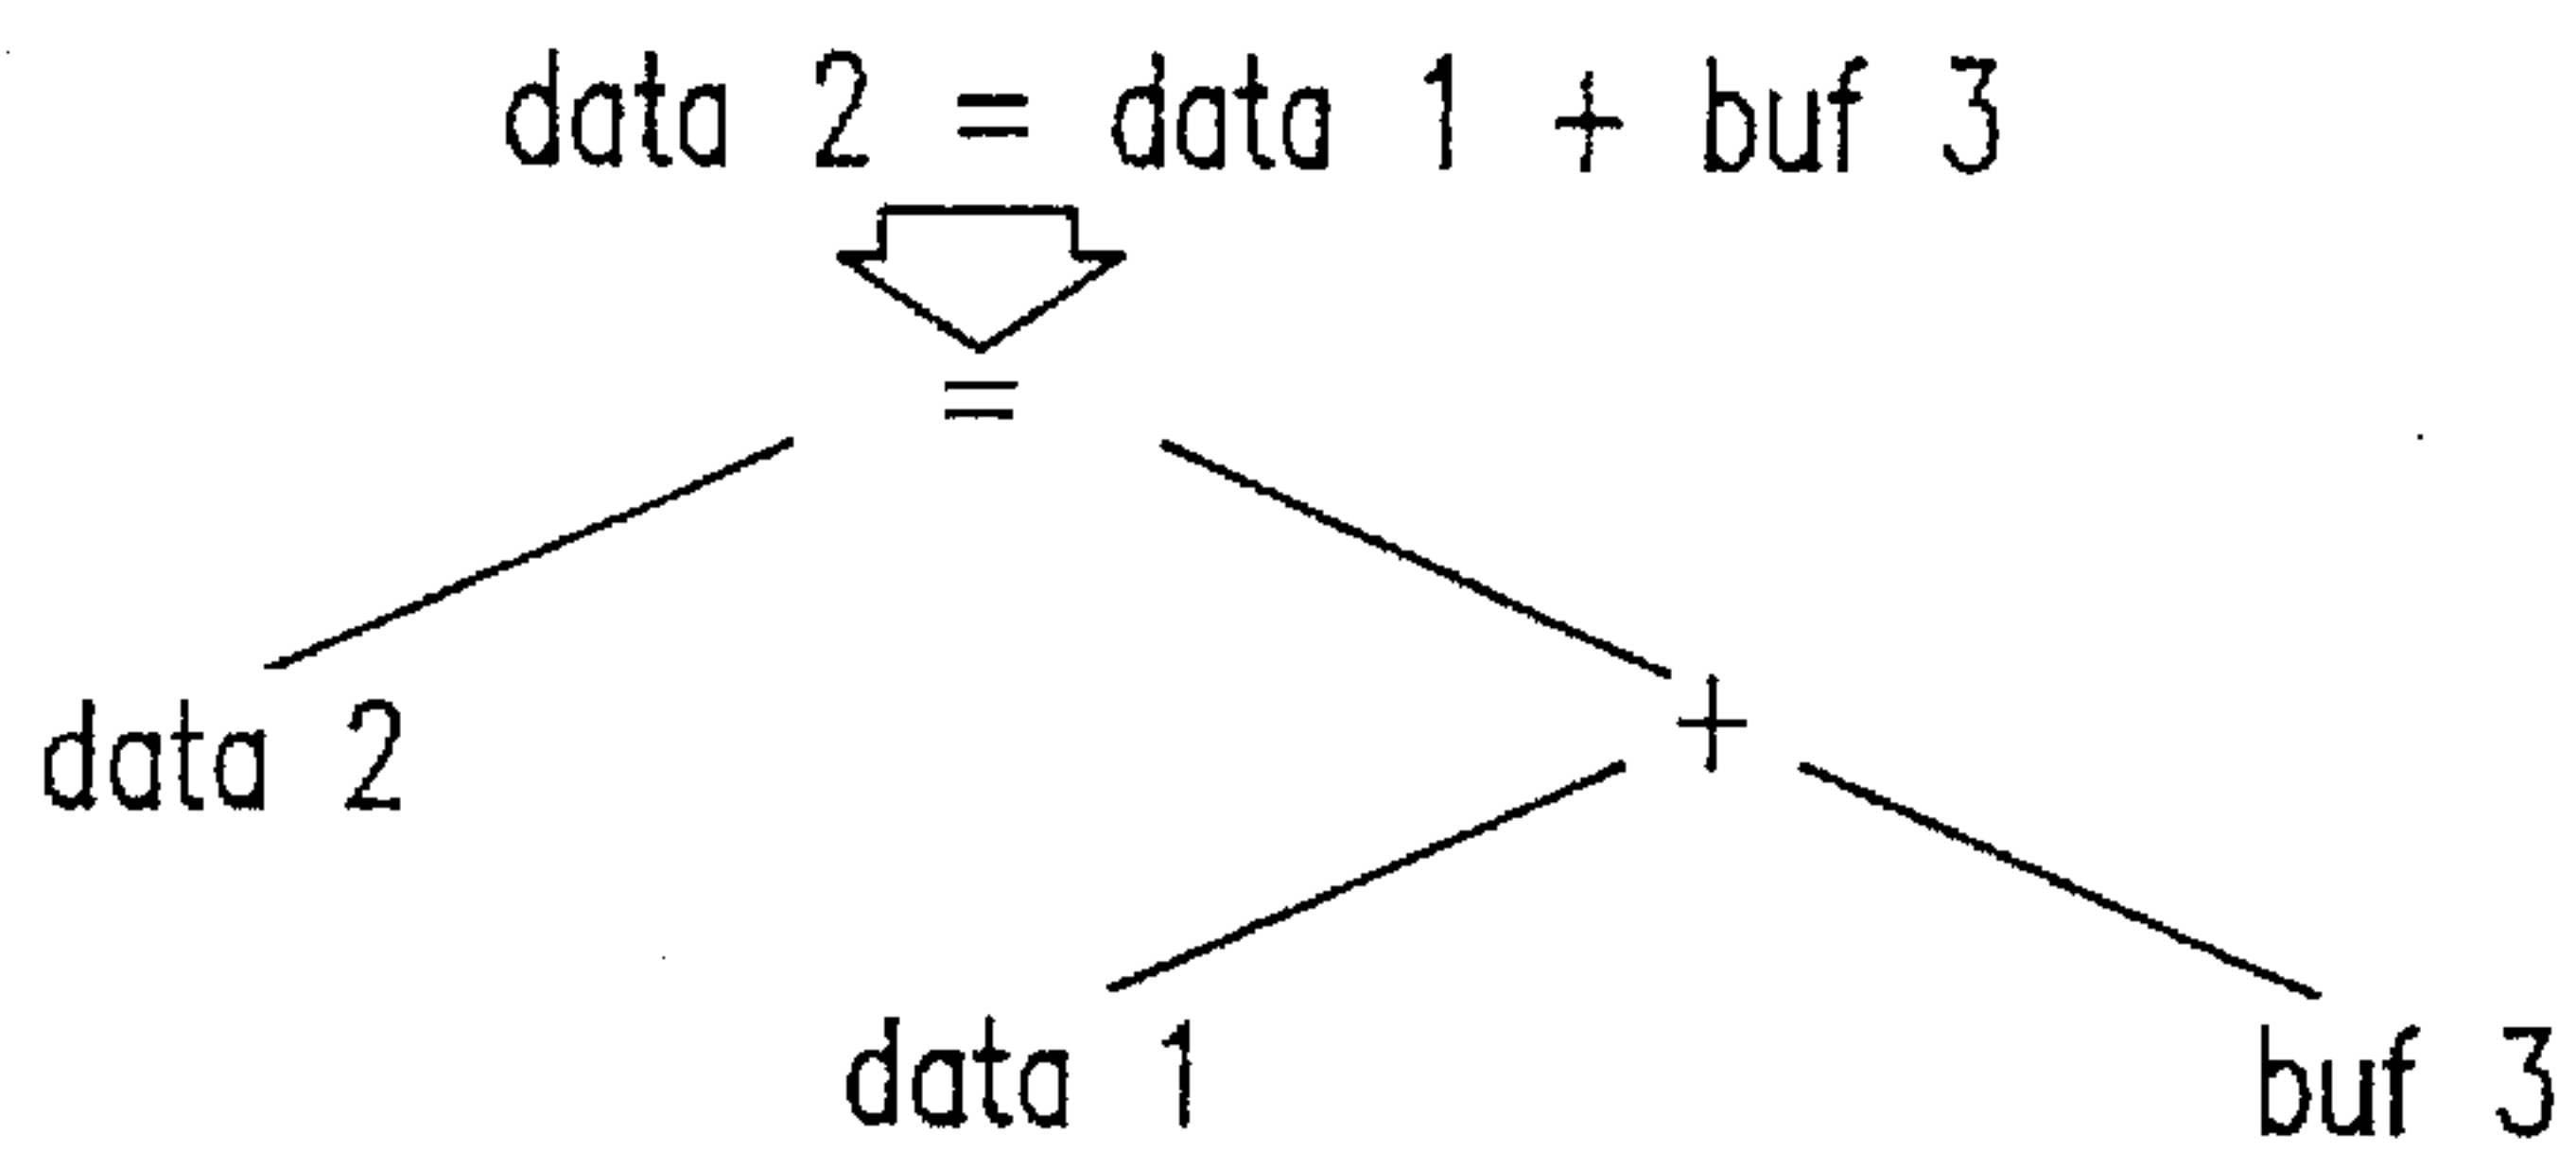 data 2 = data 1 + buf 3
=
data 2
+
data 1
buf 3